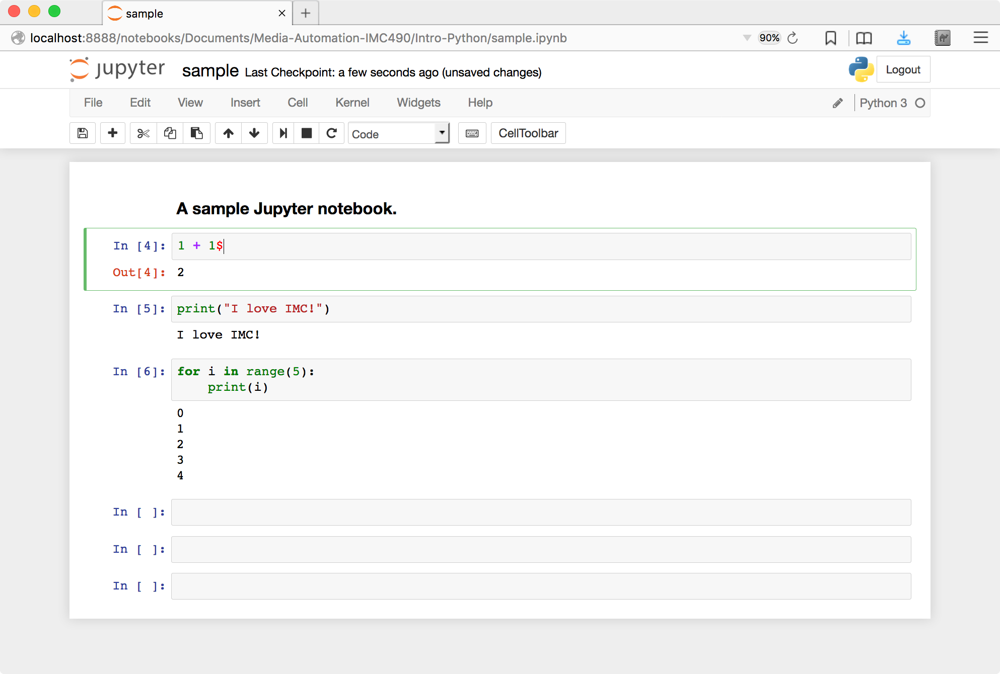 sample
localhost:8888/notebooks/Documents/Media-Automation-IMC490/Intro-Python/sample.ipynb 90%
jupyter sample Last Checkpoint: a few seconds ago (unsaved changes) Logout
File Edit View Insert Cell Kernel Widgets Help Python 3
Code CellToolbar
A sample Jupyter notebook.
In [4]: 1 + 1$
Out[4]: 2
In [5]: print("I love IMC!")
I love IMC!
In [6]: for i in range(5):
print(i)
0
1
2
3
4
In [ ]:
In [ ]:
In [ ]: